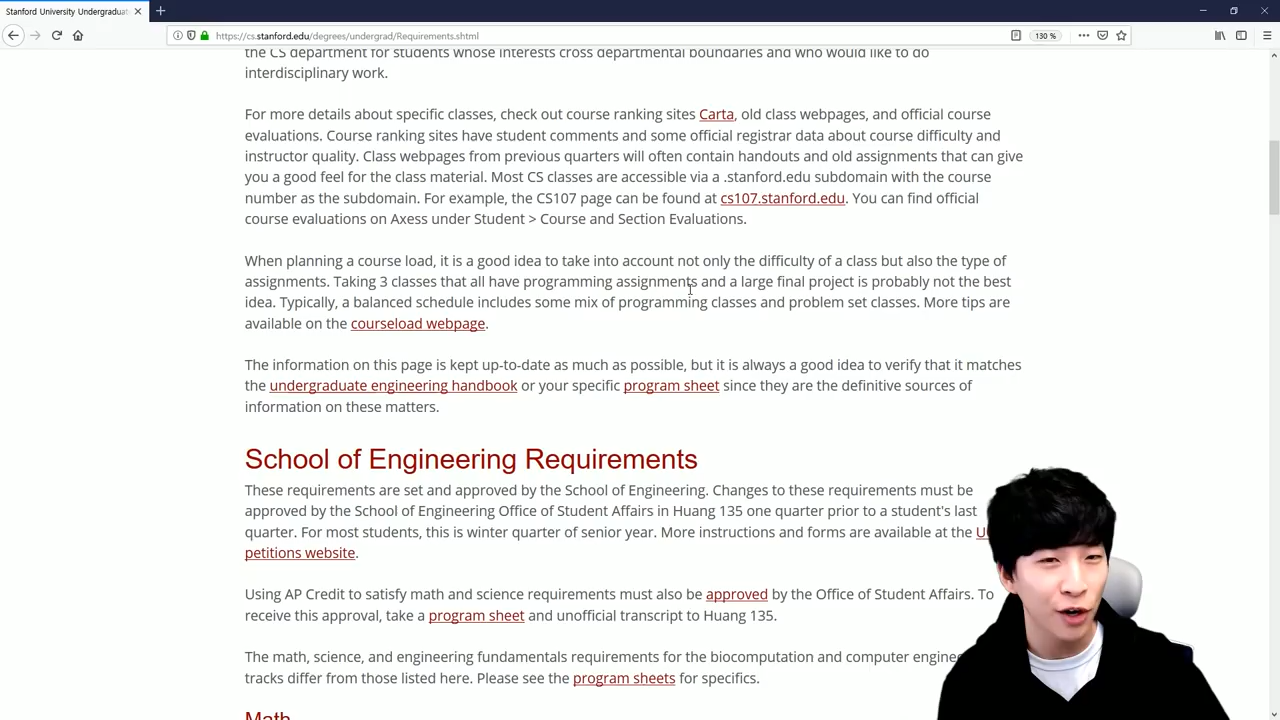 Stanford University Undergradua
https://cs.stanford.edu/degrees/undergrad/Requirements.shtml
130 %
the CS department for students whose interests cross departmental boundaries and who would like to do
interdisciplinary work.
For more details about specific classes, check out course ranking sites Carta, old class webpages, and official course
evaluations. Course ranking sites have student comments and some official registrar data about course difficulty and
instructor quality. Class webpages from previous quarters will often contain handouts and old assignments that can give
you a good feel for the class material. Most CS classes are accessible via a .stanford.edu subdomain with the course
number as the subdomain. For example, the CS107 page can be found at cs107.stanford.edu. You can find official
course evaluations on Axess under Student > Course and Section Evaluations.
When planning a course load, it is a good idea to take into account not only the difficulty of a class but also the type of
assignments. Taking 3 classes that all have programming assignments and a large final project is probably not the best
idea. Typically, a balanced schedule includes some mix of programming classes and problem set classes. More tips are
available on the courseload webpage.
The information on this page is kept up-to-date as much as possible, but it is always a good idea to verify that it matches
the undergraduate engineering handbook or your specific program sheet since they are the definitive sources of
information on these matters.
School of Engineering Requirements
These requirements are set and approved by the School of Engineering. Changes to these requirements must be
approved by the School of Engineering Office of Student Affairs in Huang 135 one quarter prior to a student's last
quarter. For most students, this is winter quarter of senior year. More instructions and forms are available at the
petitions website.
Using AP Credit to satisfy math and science requirements must also be approved by the Office of Student Affairs. To
receive this approval, take a program sheet and unofficial transcript to Huang 135.
The math, science, and engineering fundamentals requirements for the biocomputation and computer engine
tracks differ from those listed here. Please see the program sheets for specifics.
Math